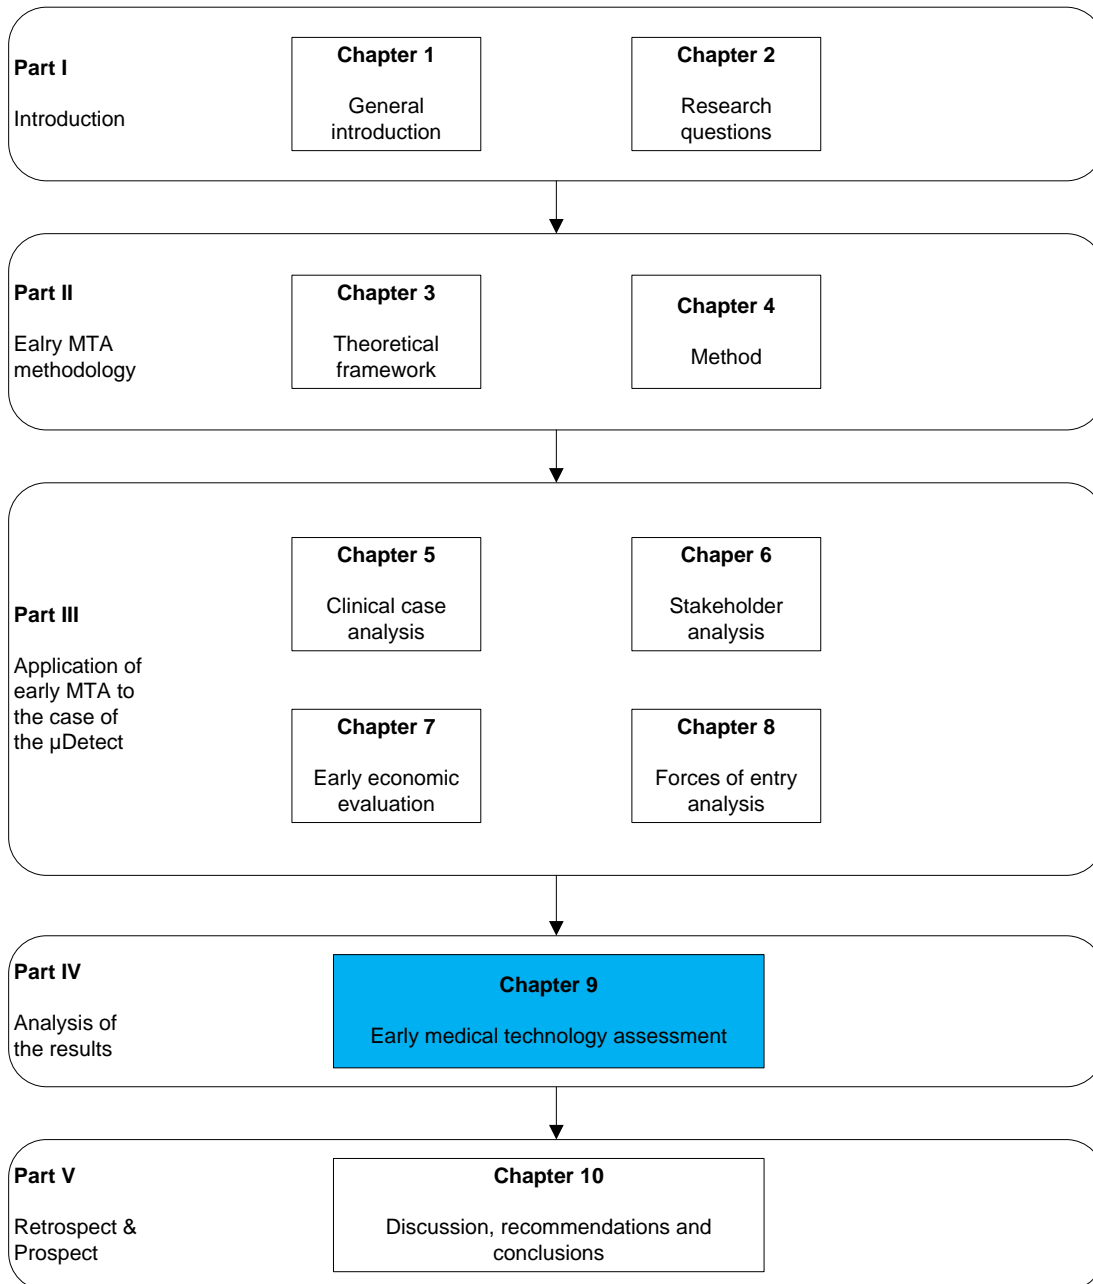 Part I
Introduction
Chapter 1
General
introduction
Chapter 2
Research
questions
Part II
Ealry MTA
methodology
Chapter 3
Theoretical
framework
Chapter 4
Method
Part III
Application of
early MTA to
the case of
the µDetect
Chapter 5
Clinical case
analysis
Chaper 6
Stakeholder
analysis
Chapter 7
Early economic
evaluation
Chapter 8
Forces of entry
analysis
Part IV
Analysis of
the results
Chapter 9
Early medical technology assessment
Part V
Retrospect &
Prospect
Chapter 10
Discussion, recommendations and
conclusions